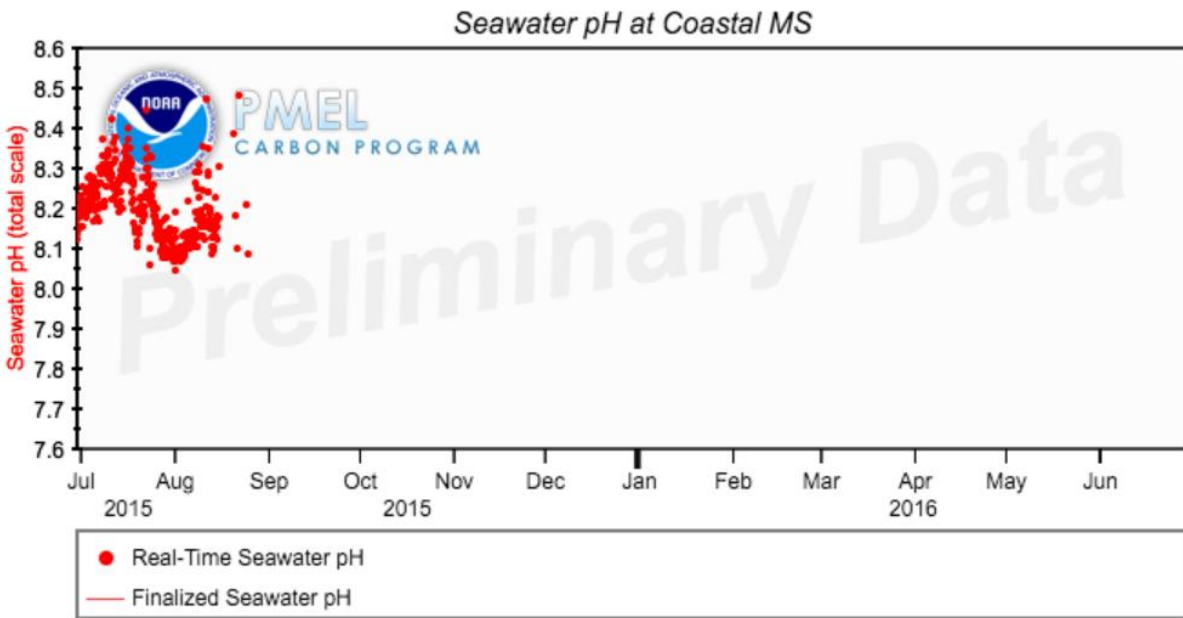 Seawater pH at Coastal MS
8.6
8.5
8.4
8.3
8.2
8.1
8.0
7.9
7.8
7.7
7.6
Seawater pH (total scale)
NOAA
PMEL
CARBON PROGRAM
Preliminary Data
Jul Aug Sep Oct Nov Dec Jan Feb Mar Apr May Jun
2015 2015 2016
Real-Time Seawater pH
Finalized Seawater pH